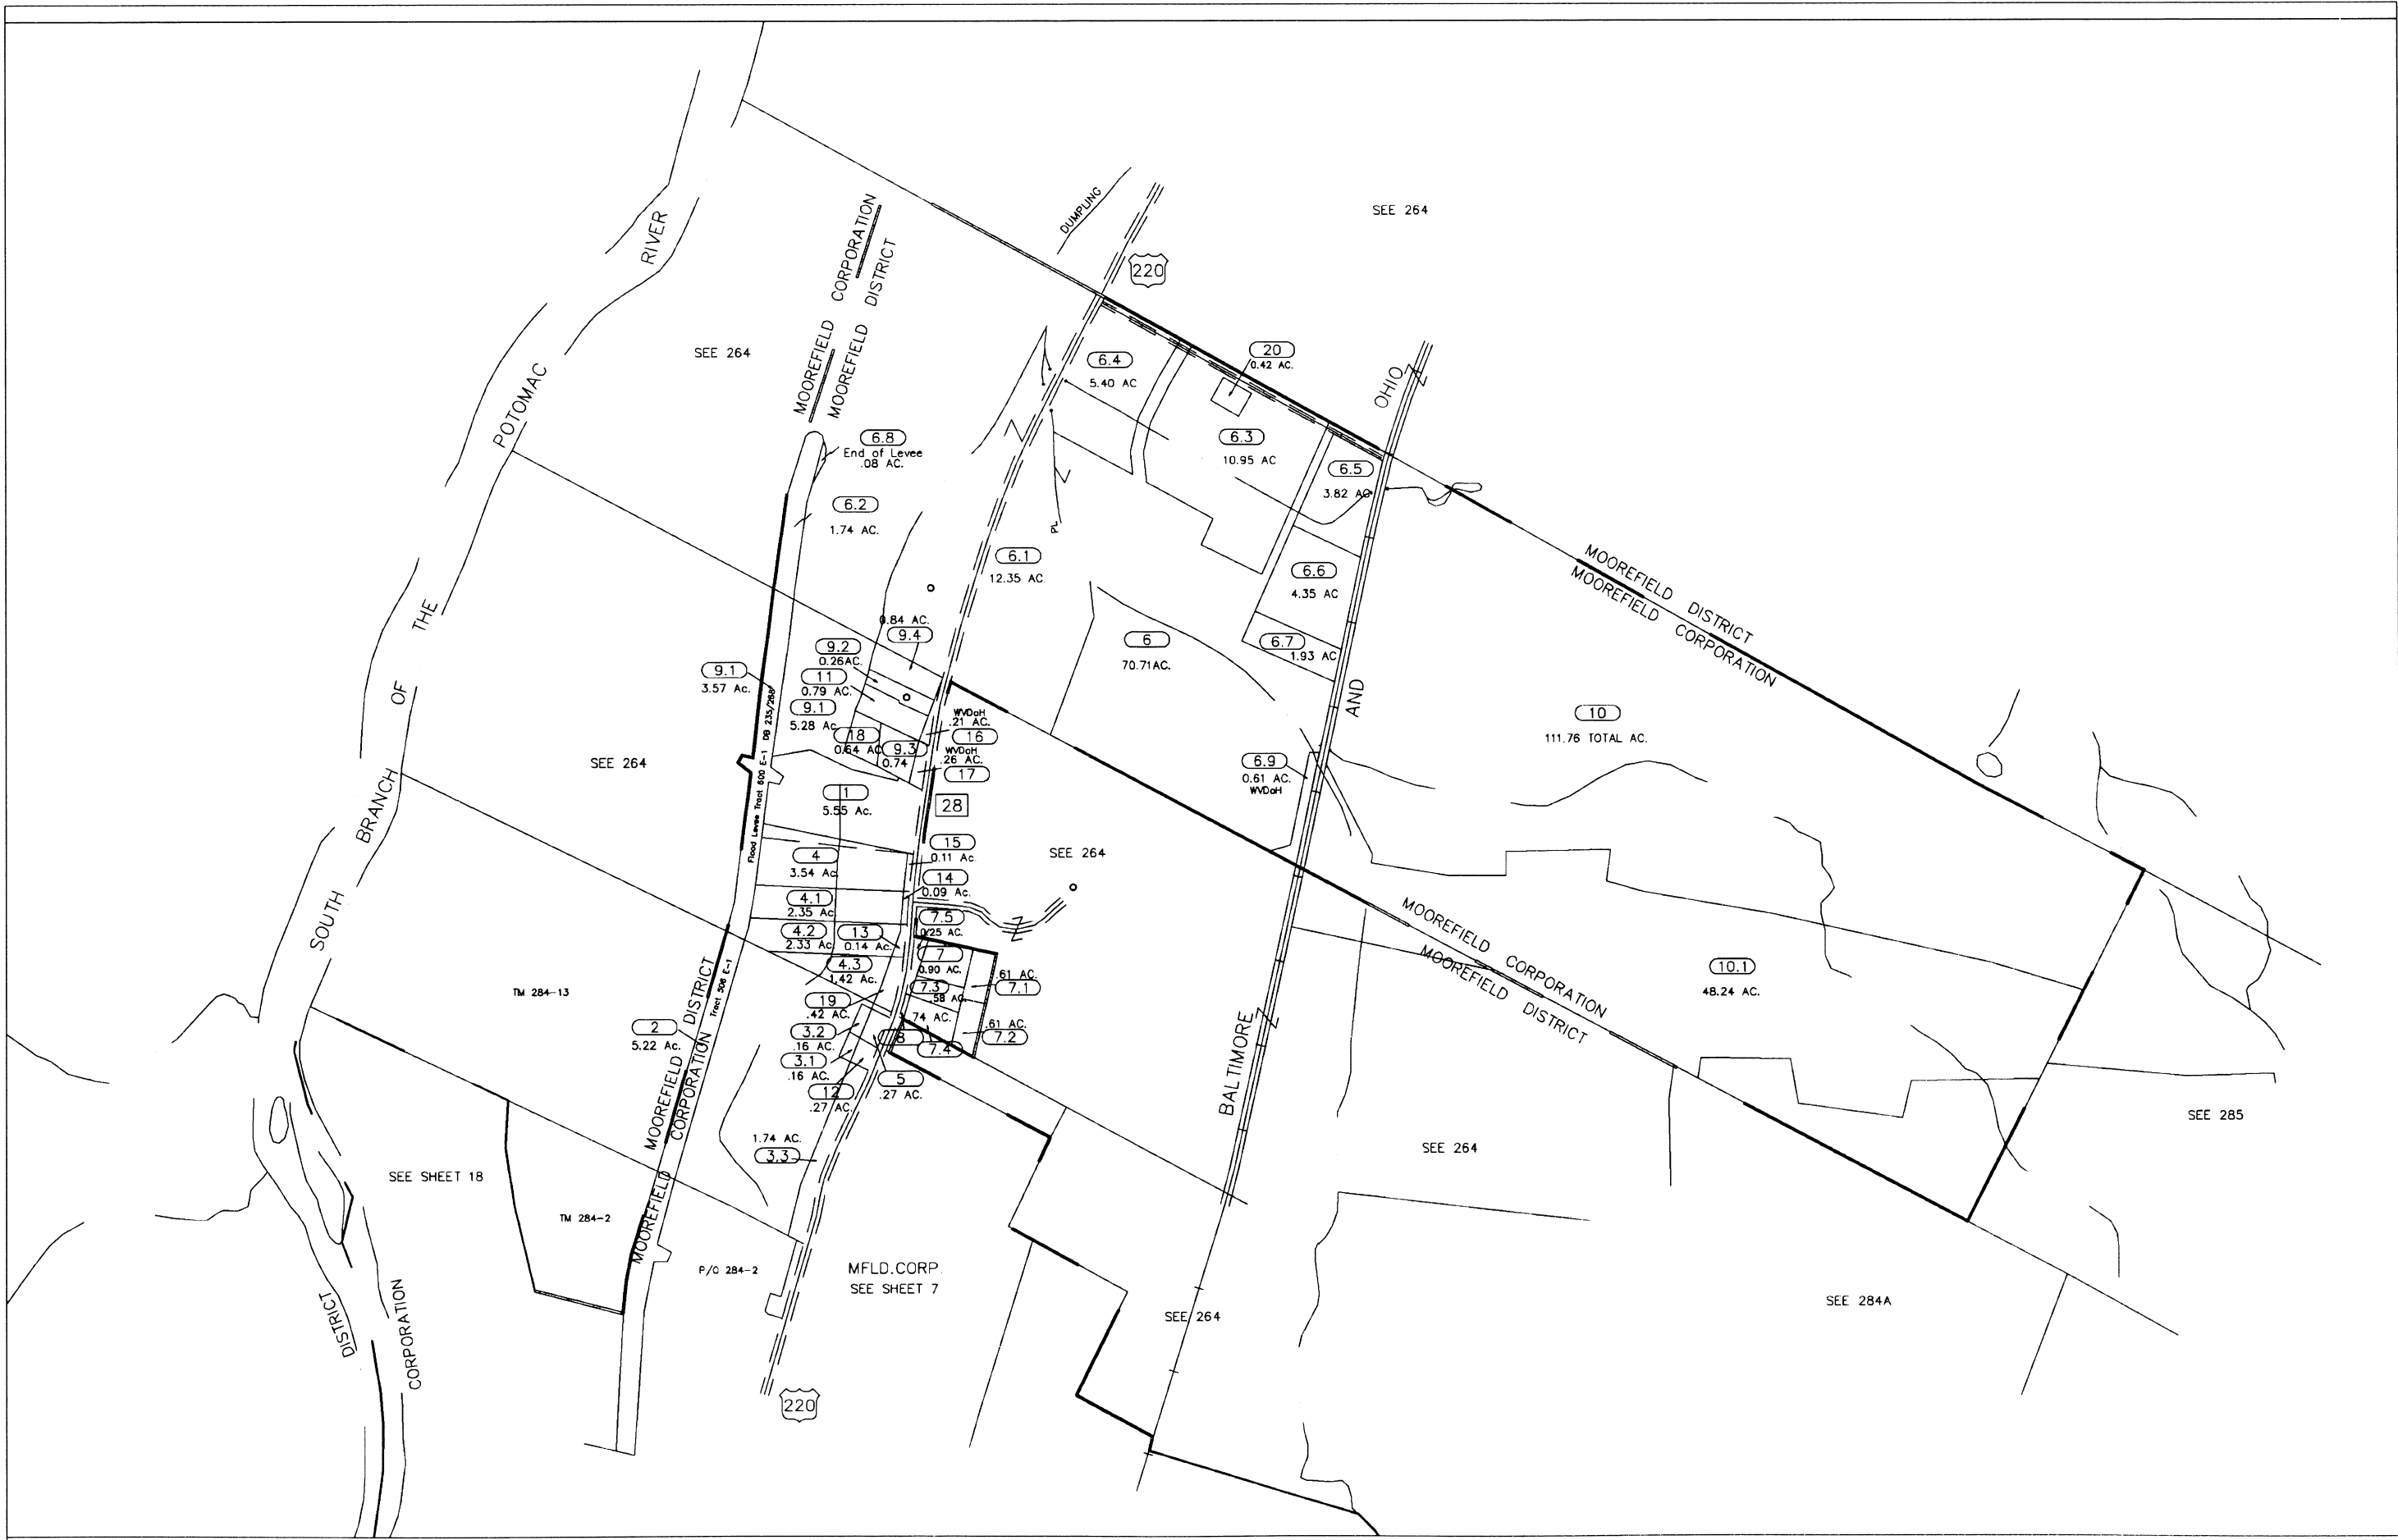 SEE 264
DUMPLING
220
RIVER
MOOREFIELD CORPORATION
MOOREFIELD DISTRICT
SEE 264
6.4
5.40 AC
20
0.42 AC.
OHIO
POTOMAC
6.8
End of Levee
.08 AC.
6.3
10.95 AC
6.5
3.82 AC
6.2
1.74 AC.
PL
6.1
12.35 AC.
MOOREFIELD DISTRICT
MOOREFIELD CORPORATION
6.6
4.35 AC
THE
0.84 AC.
9.4
6
70.71AC.
6.7
1.93 AC
9.2
0.26AC.
9.1
3.57 Ac.
11
0.79 AC.
OF
AND
9.1
5.28 Ac
DB 235/268
WVDoH
.21 AC.
16
10
111.76 TOTAL AC.
18
0.64 AC
9.3
0.74
WVDoH
.26 AC.
17
SEE 264
6.9
0.61 AC.
WVDoH
BRANCH
1
5.55 Ac.
28
Flood Levee Tract 600 E-1
15
0.11 Ac.
SEE 264
4
3.54 Ac
14
0.09 Ac.
4.1
2.35 Ac
SOUTH
7.5
0.25 AC.
MOOREFIELD CORPORATION
MOOREFIELD DISTRICT
4.2
2.33 Ac
13
0.14 Ac.
7
0.90 AC.
4.3
1.42 Ac.
10.1
48.24 AC.
.61 AC.
7.1
TM 284-13
Tract 506 E-1
7.3
.58 AC.
19
.42 AC.
.74 AC.
.61 AC.
7.2
2
5.22 Ac.
3.2
.16 AC.
8
7.4
3.1
.16 AC.
5
.27 AC.
12
.27 AC.
BALTIMORE
MOOREFIELD DISTRICT
MOOREFIELD CORPORATION
SEE 285
1.74 AC.
3.3
SEE 264
SEE SHEET 18
TM 284-2
P/O 284-2
MFLD.CORP.
SEE SHEET 7
SEE 264
SEE 284A
DISTRICT
CORPORATION
220